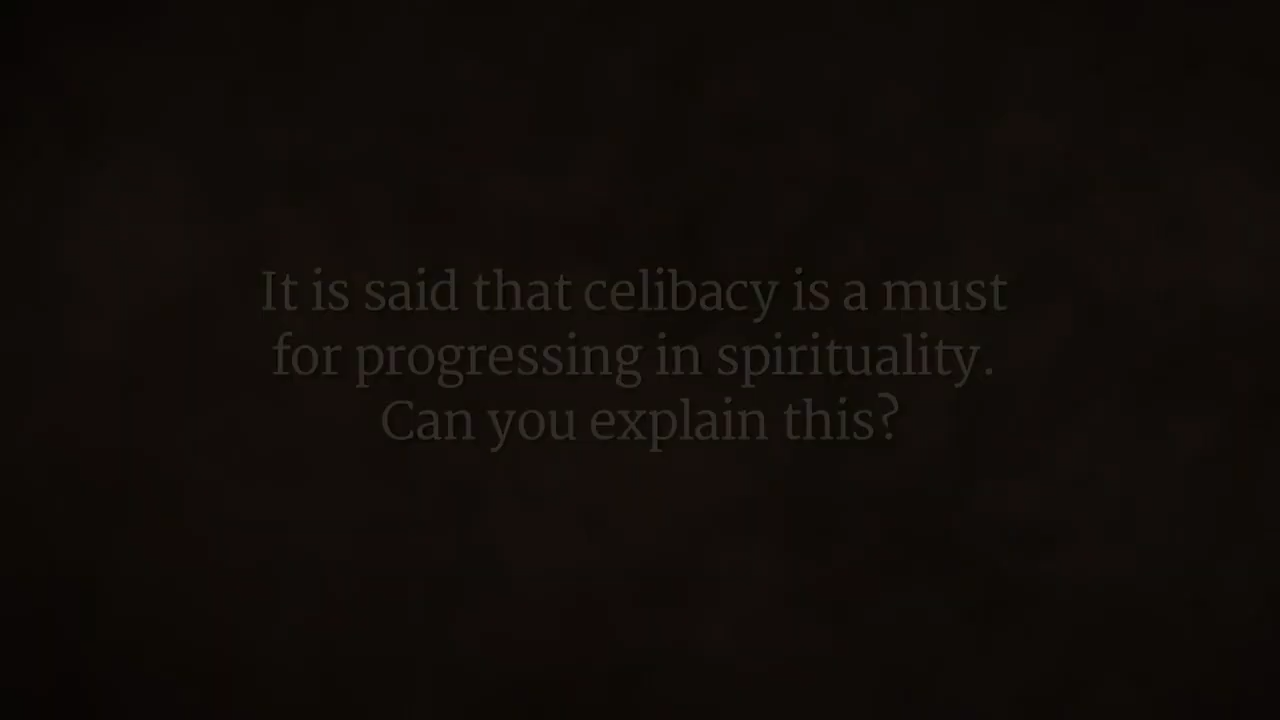 It is said that celibacy is a must
for progressing in spirituality.
Can you explain this?